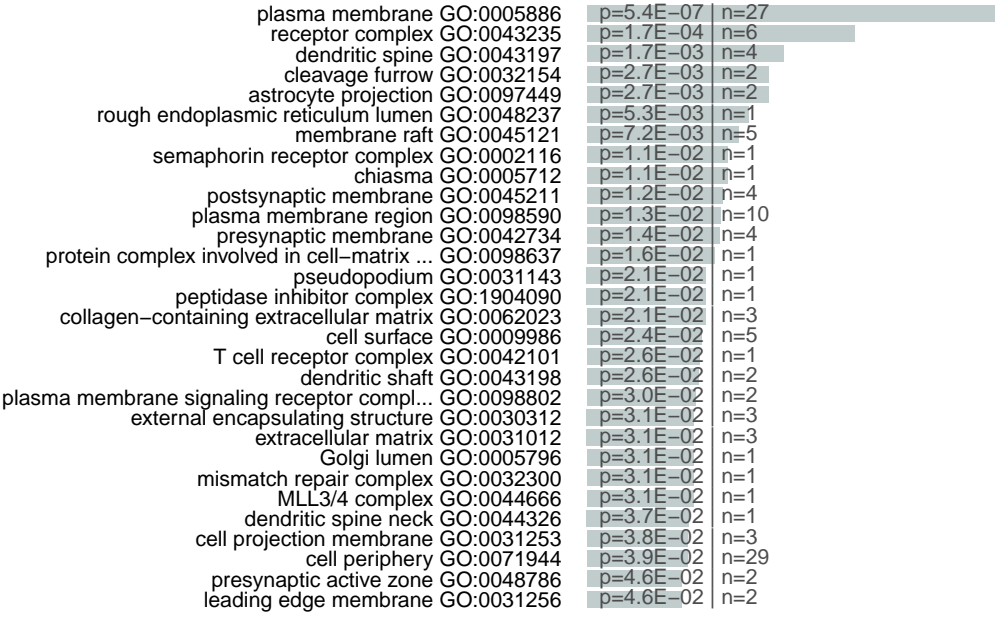 plasma membrane GO:0005886 p=5.4E−07 n=27
receptor complex GO:0043235 p=1.7E−04 n=6
dendritic spine GO:0043197 p=1.7E−03 n=4
cleavage furrow GO:0032154 p=2.7E−03 n=2
astrocyte projection GO:0097449 p=2.7E−03 n=2
rough endoplasmic reticulum lumen GO:0048237 p=5.3E−03 n=1
membrane raft GO:0045121 p=7.2E−03 n=5
semaphorin receptor complex GO:0002116 p=1.1E−02 n=1
chiasma GO:0005712 p=1.1E−02 n=1
postsynaptic membrane GO:0045211 p=1.2E−02 n=4
plasma membrane region GO:0098590 p=1.3E−02 n=10
presynaptic membrane GO:0042734 p=1.4E−02 n=4
protein complex involved in cell−matrix ... GO:0098637 p=1.6E−02 n=1
pseudopodium GO:0031143 p=2.1E−02 n=1
peptidase inhibitor complex GO:1904090 p=2.1E−02 n=1
collagen−containing extracellular matrix GO:0062023 p=2.1E−02 n=3
cell surface GO:0009986 p=2.4E−02 n=5
T cell receptor complex GO:0042101 p=2.6E−02 n=1
dendritic shaft GO:0043198 p=2.6E−02 n=2
plasma membrane signaling receptor compl... GO:0098802 p=3.0E−02 n=2
external encapsulating structure GO:0030312 p=3.1E−02 n=3
extracellular matrix GO:0031012 p=3.1E−02 n=3
Golgi lumen GO:0005796 p=3.1E−02 n=1
mismatch repair complex GO:0032300 p=3.1E−02 n=1
MLL3/4 complex GO:0044666 p=3.1E−02 n=1
dendritic spine neck GO:0044326 p=3.7E−02 n=1
cell projection membrane GO:0031253 p=3.8E−02 n=3
cell periphery GO:0071944 p=3.9E−02 n=29
presynaptic active zone GO:0048786 p=4.6E−02 n=2
leading edge membrane GO:0031256 p=4.6E−02 n=2